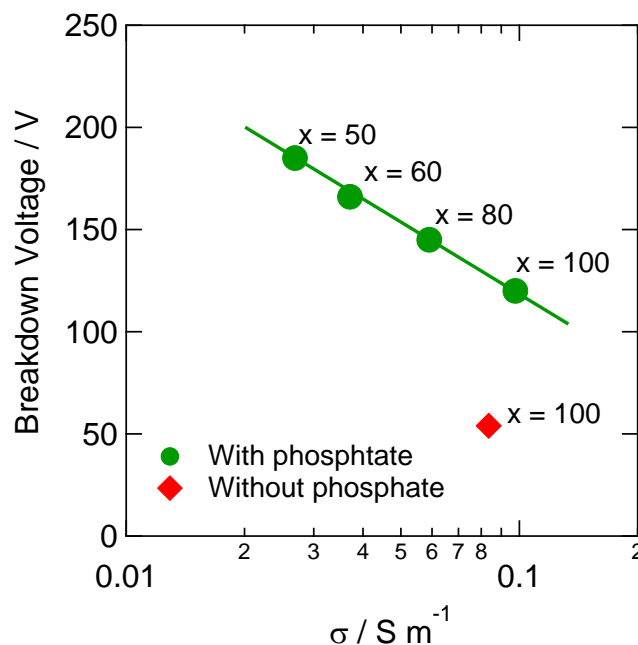 250
200
150
100
50
0
Breakdown Voltage / V
x = 50
x = 60
x = 80
x = 100
x = 100
With phosphtate
Without phosphate
2 3 4 5 6 7 8 2
0.01 0.1
σ / S m⁻¹